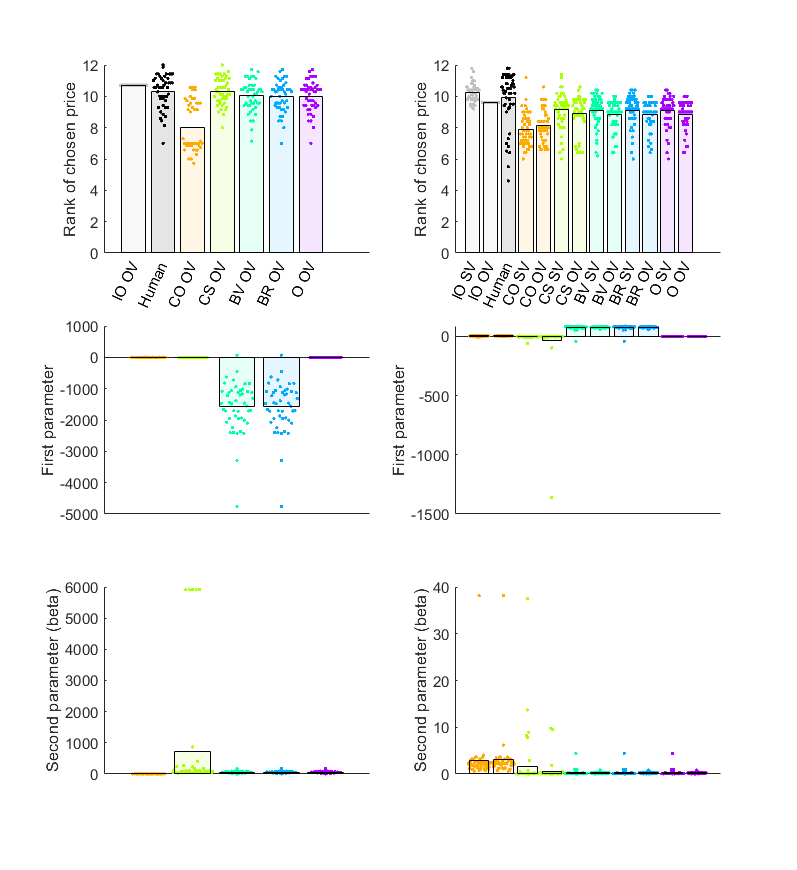 12
10
8
6
4
2
0
Rank of chosen price
IO OV
Human
CO OV
CS OV
BV OV
BR OV
O OV
12
10
8
6
4
2
0
Rank of chosen price
IO SV
IO OV
Human
CO SV
CO OV
CS SV
CS OV
BV SV
BV OV
BR SV
BR OV
O SV
O OV
1000
0
-1000
-2000
-3000
-4000
-5000
First parameter
0
-500
-1000
-1500
First parameter
6000
5000
4000
3000
2000
1000
0
Second parameter (beta)
40
30
20
10
0
Second parameter (beta)